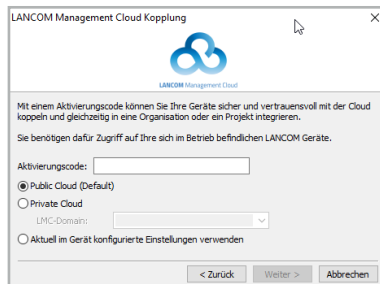 LANCOM Management Cloud Kopplung
LANCOM Management Cloud
Mit einem Aktivierungscode können Sie Ihre Geräte sicher und vertrauensvoll mit der Cloud
koppeln und gleichzeitig in eine Organisation oder ein Projekt integrieren.
Sie benötigen dafür Zugriff auf Ihre sich im Betrieb befindlichen LANCOM Geräte.
Aktivierungscode:
Public Cloud (Default)
Private Cloud
LMC-Domain:
Aktuell im Gerät konfigurierte Einstellungen verwenden
< Zurück Weiter > Abbrechen